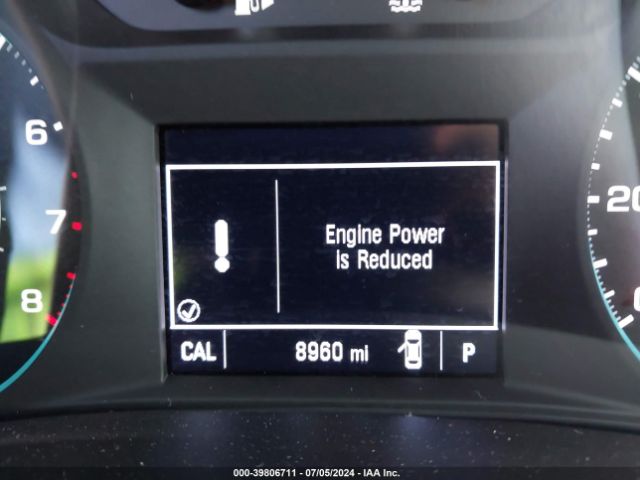 6
7
8
Engine Power
is Reduced
CAL
8960 mi
P
20
000-39806711 - 07/05/2024 - IAA Inc.